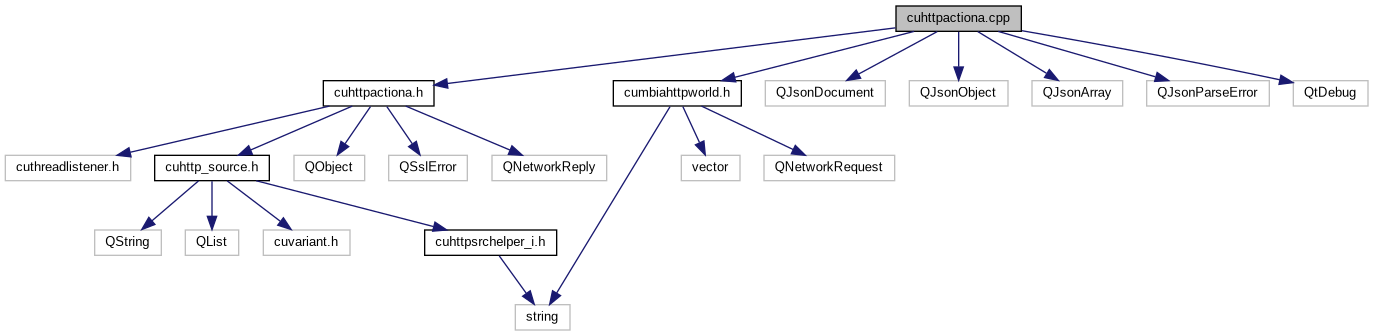 cuhttpactiona.cpp
cuhttpactiona.h
cumbiahttpworld.h
QJsonDocument
QJsonObject
QJsonArray
QJsonParseError
QtDebug
cuthreadlistener.h
cuhttp_source.h
QObject
QSslError
QNetworkReply
vector
QNetworkRequest
QString
QList
cuvariant.h
cuhttpsrchelper_i.h
string